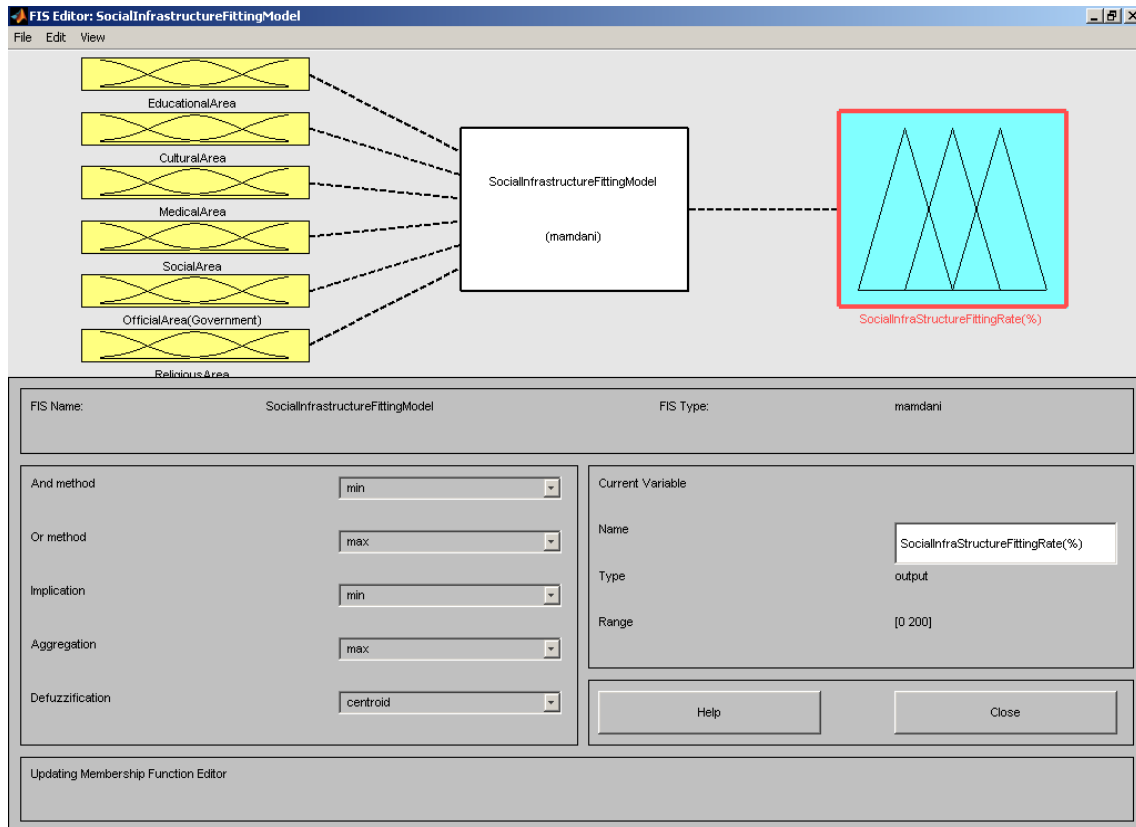 FIS Editor: SocialInfrastructureFittingModel
File Edit View
EducationalArea
CulturalArea
MedicalArea
SocialArea
OfficialArea(Government)
ReligiousArea
SocialInfrastructureFittingModel
(mamdani)
SocialInfraStructureFittingRate(%)
FIS Name: SocialInfrastructureFittingModel FIS Type: mamdani
And method min
Or method max
Implication min
Aggregation max
Defuzzification centroid
Current Variable
Name SocialInfraStructureFittingRate(%)
Type output
Range [0 200]
Help Close
Updating Membership Function Editor